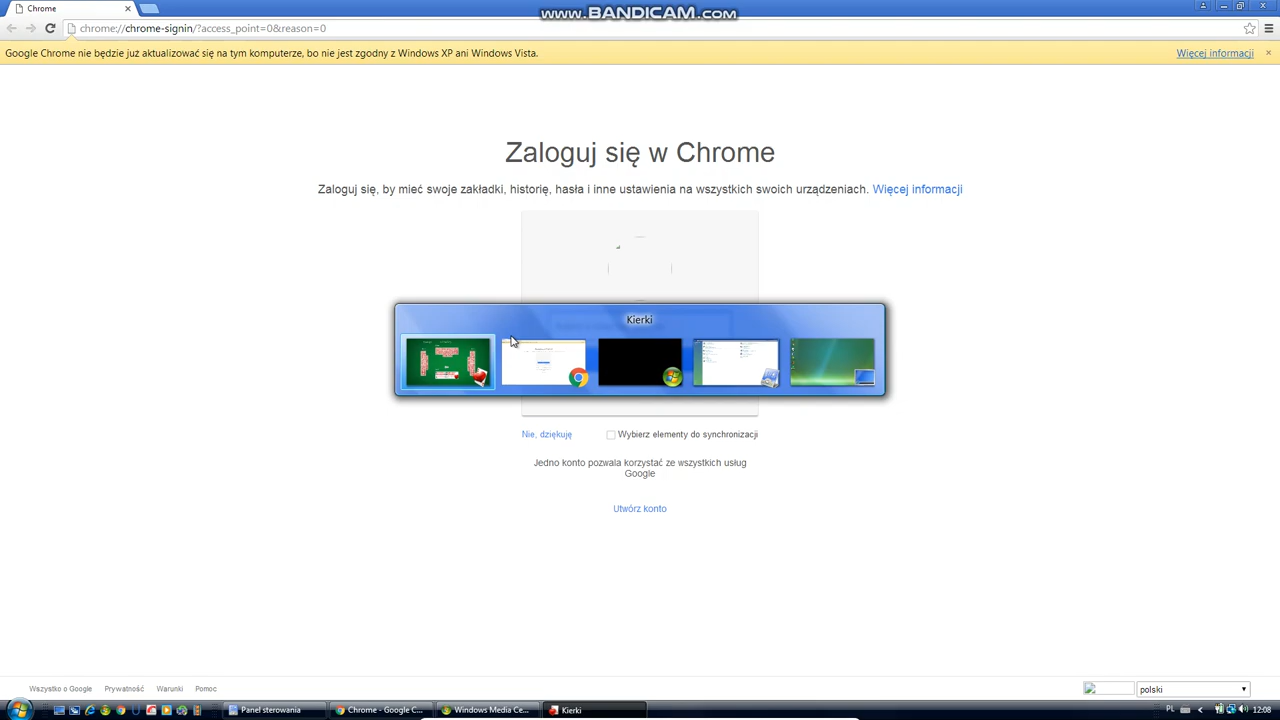 Chrome
www.BANDICAM.com
chrome://chrome-signin/?access_point=0&reason=0
Google Chrome nie będzie już aktualizować się na tym komputerze, bo nie jest zgodny z Windows XP ani Windows Vista.
Więcej informacji
Zaloguj się w Chrome
Zaloguj się, by mieć swoje zakładki, historię, hasła i inne ustawienia na wszystkich swoich urządzeniach. Więcej informacji
Kierki
Nie, dziękuję
Wybierz elementy do synchronizacji
Jedno konto pozwala korzystać ze wszystkich usług
Google
Utwórz konto
Wszystko o Google
Prywatność
Warunki
Pomoc
polski
Panel sterowania
Chrome - Google C...
Windows Media Ce...
Kierki
PL
12:08